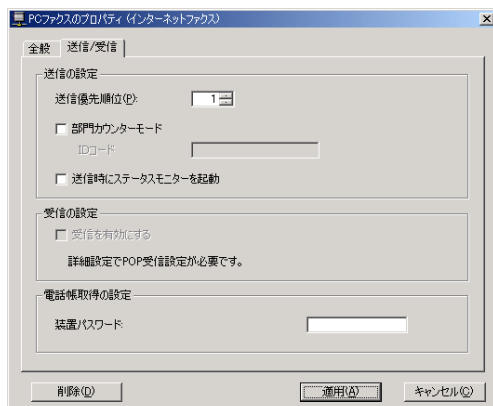 PCファクスのプロパティ (インターネットファクス)
全般 送信/受信
送信の設定
送信優先順位(P): 1
部門カウンターモード
IDコード
送信時にステータスモニターを起動
受信の設定
受信を有効にする
詳細設定でPOP受信設定が必要です。
電話帳取得の設定
装置パスワード:
削除(D) 適用(A) キャンセル(C)